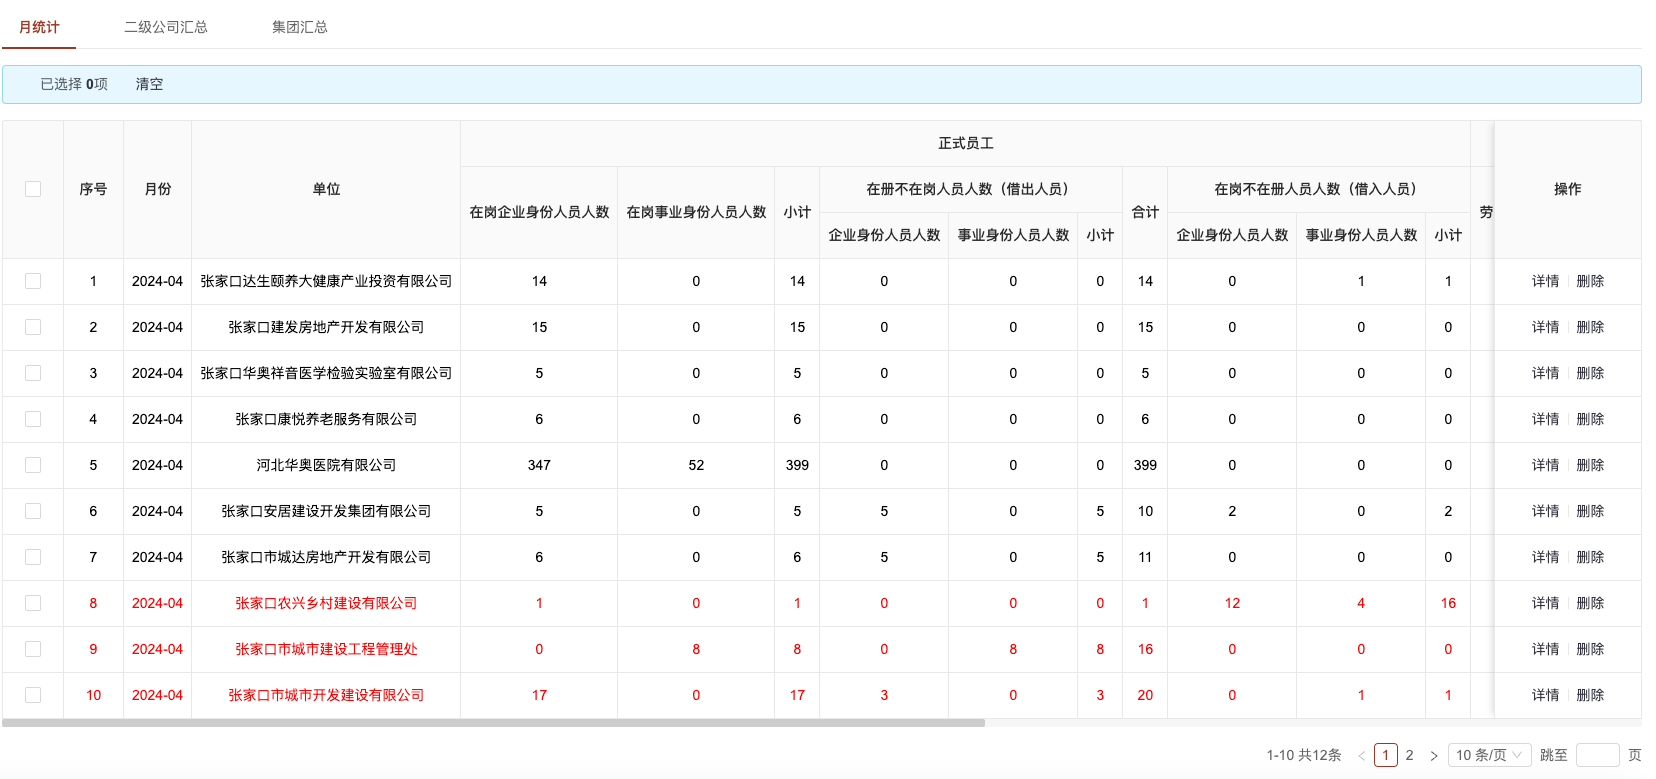 月统计 二级公司汇总 集团汇总
已选择 0项 清空
序号 月份 单位 正式员工 操作
在岗企业身份人员人数 在岗事业身份人员人数 小计 在册不在岗人员人数（借出人员） 合计 在岗不在册人员人数（借入人员） 劳
企业身份人员人数 事业身份人员人数 小计 企业身份人员人数 事业身份人员人数 小计
1 2024-04 张家口达生颐养大健康产业投资有限公司 14 0 14 0 0 0 14 0 1 1 详情 删除
2 2024-04 张家口建发房地产开发有限公司 15 0 15 0 0 0 15 0 0 0 详情 删除
3 2024-04 张家口华奥祥音医学检验实验室有限公司 5 0 5 0 0 0 5 0 0 0 详情 删除
4 2024-04 张家口康悦养老服务有限公司 6 0 6 0 0 0 6 0 0 0 详情 删除
5 2024-04 河北华奥医院有限公司 347 52 399 0 0 0 399 0 0 0 详情 删除
6 2024-04 张家口安居建设开发集团有限公司 5 0 5 5 0 5 10 2 0 2 详情 删除
7 2024-04 张家口市城达房地产开发有限公司 6 0 6 5 0 5 11 0 0 0 详情 删除
8 2024-04 张家口农兴乡村建设有限公司 1 0 1 0 0 0 1 12 4 16 详情 删除
9 2024-04 张家口市城市建设工程管理处 0 8 8 0 8 8 16 0 0 0 详情 删除
10 2024-04 张家口市城市开发建设有限公司 17 0 17 3 0 3 20 0 1 1 详情 删除
1-10 共12条 < 1 2 > 10 条/页 跳至 页